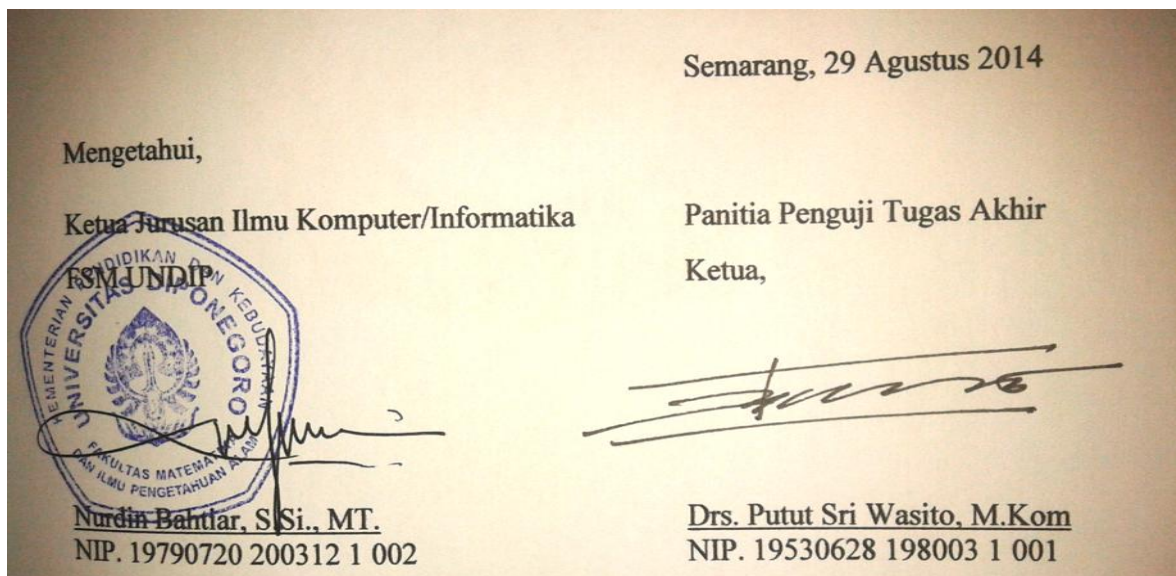 Semarang, 29 Agustus 2014
Mengetahui,
Ketua Jurusan Ilmu Komputer/Informatika
FSM UNDIP
Panitia Penguji Tugas Akhir
Ketua,
KEMENTERIAN PENDIDIKAN DAN KEBUDAYAAN
UNIVERSITAS DIPONEGORO
FAKULTAS MATEMATIKA
DAN ILMU PENGETAHUAN ALAM
Nurdin Bahtiar, S.Si., MT.
NIP. 19790720 200312 1 002
Drs. Putut Sri Wasito, M.Kom
NIP. 19530628 198003 1 001